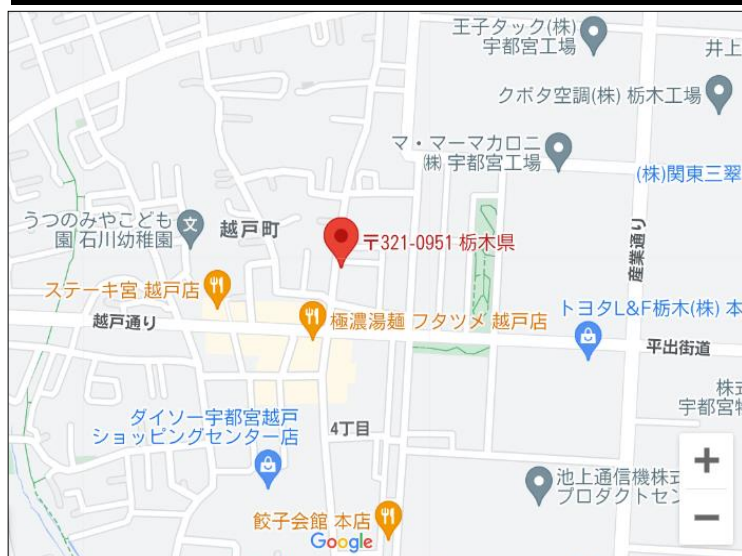 王子タック(株)
宇都宮工場
井上
クボタ空調(株) 栃木工場
マ・マーマカロニ
㈱ 宇都宮工場
(株)関東三翠
うつのみやこども
園 石川幼稚園
文
越戸町
〒321-0951 栃木県
産業通り
ステーキ宮 越戸店
越戸通り
極濃湯麺 フタツメ 越戸店
トヨタL&F栃木(株) 本
平出街道
株式
宇都宮物
ダイソー宇都宮越戸
ショッピングセンター店
4丁目
池上通信機株式
プロダクトセン
餃子会館 本店
Google
+
−